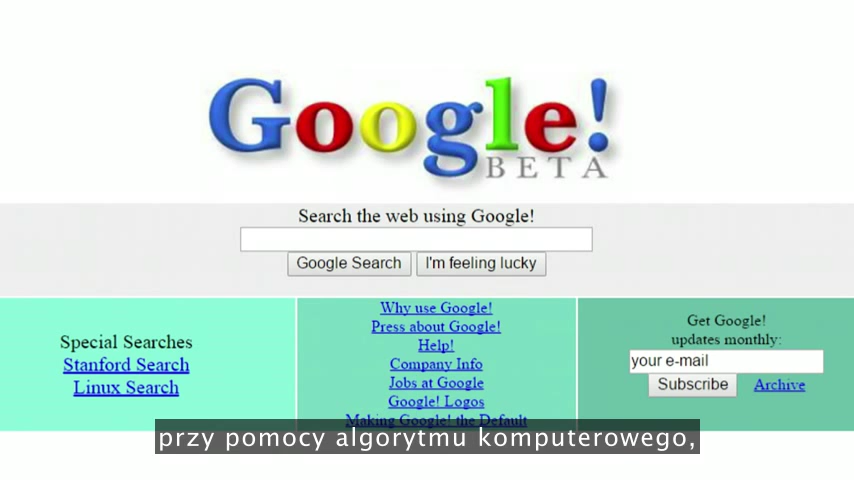 Google!
BETA
Search the web using Google!
Google Search
I'm feeling lucky
Special Searches
Stanford Search
Linux Search
Why use Google!
Press about Google!
Help!
Company Info
Jobs at Google
Google! Logos
Making Google! the Default
Get Google!
updates monthly:
your e-mail
Subscribe
Archive
przy pomocy algorytmu komputerowego,